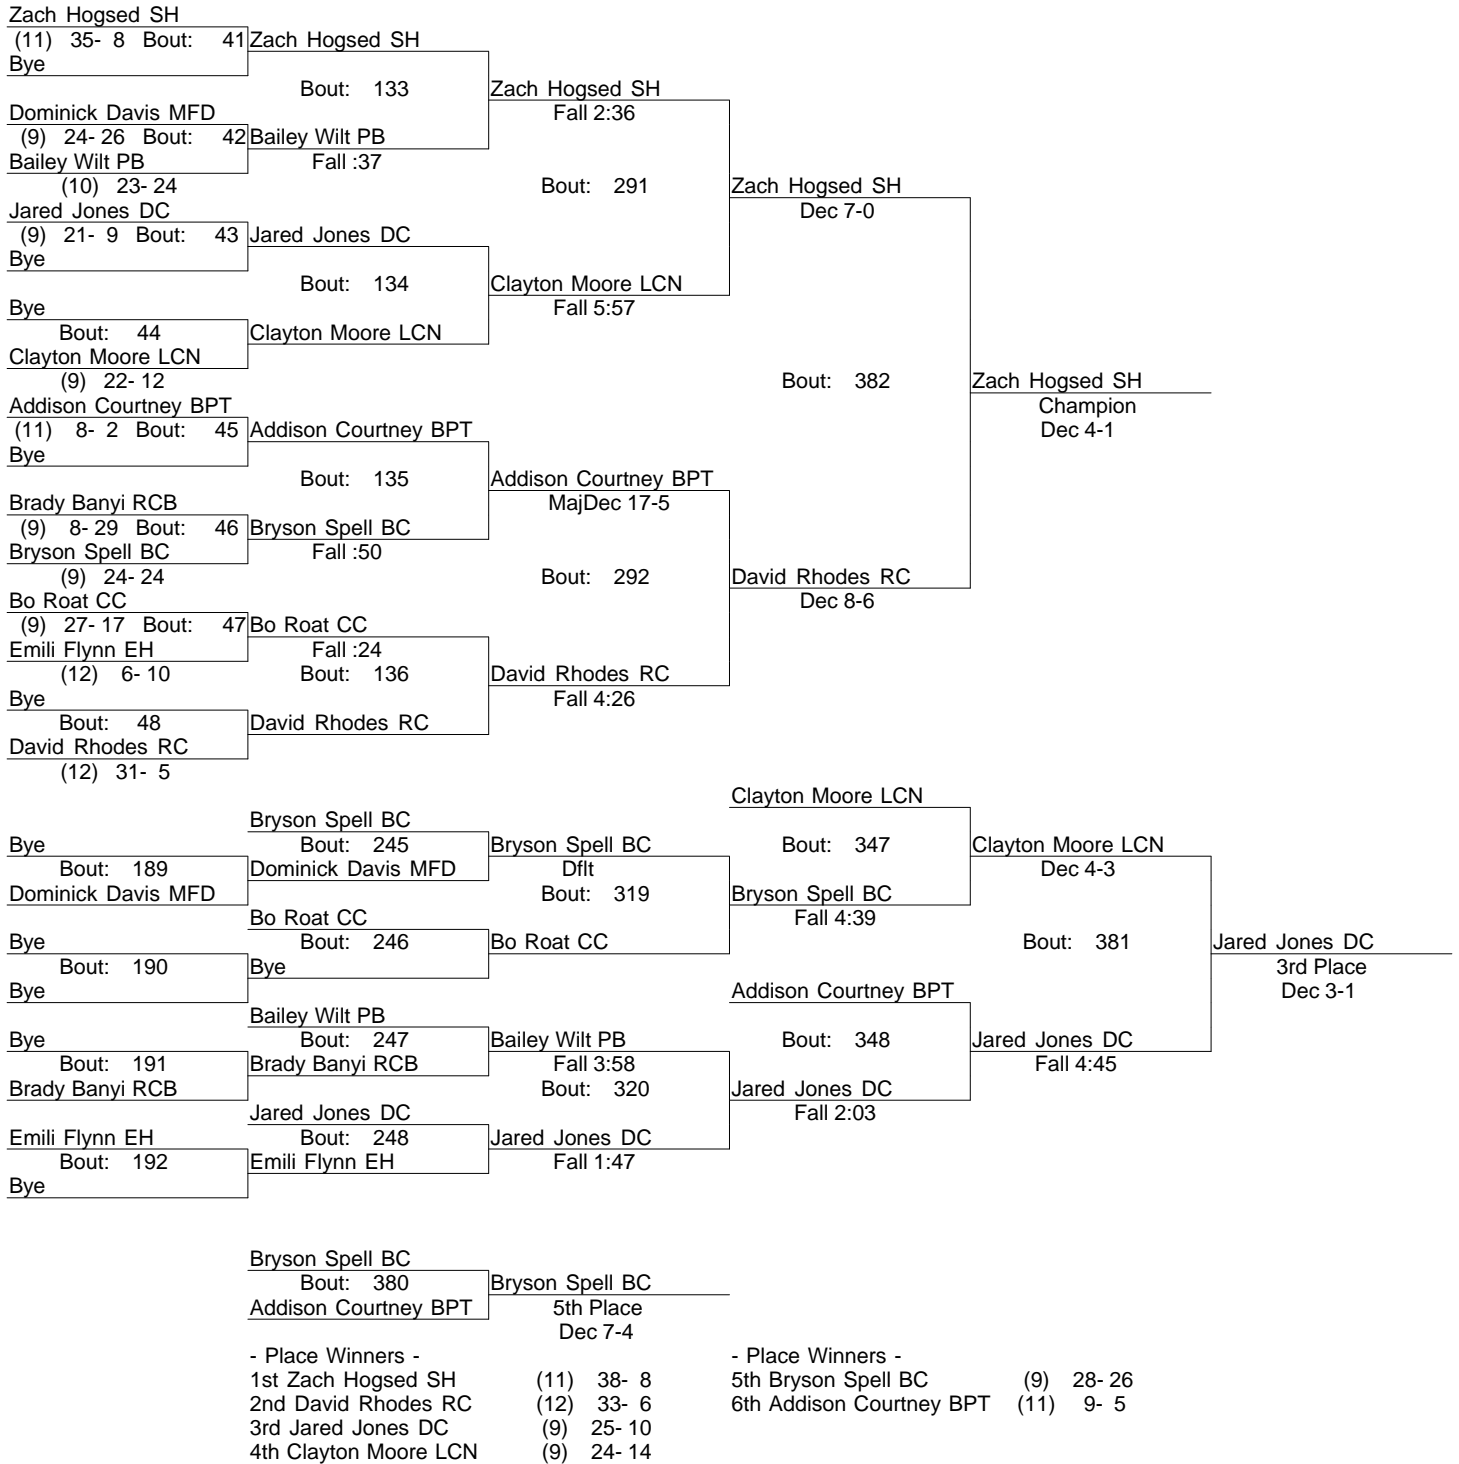 Zach Hogsed SH
(11) 35- 8 Bout: 41 Zach Hogsed SH
Bye
Bout: 133 Zach Hogsed SH
Dominick Davis MFD Fall 2:36
(9) 24- 26 Bout: 42 Bailey Wilt PB
Bailey Wilt PB Fall :37
(10) 23- 24 Bout: 291 Zach Hogsed SH
Jared Jones DC Dec 7-0
(9) 21- 9 Bout: 43 Jared Jones DC
Bye
Bout: 134 Clayton Moore LCN
Bye Fall 5:57
Bout: 44 Clayton Moore LCN
Clayton Moore LCN
(9) 22- 12 Bout: 382 Zach Hogsed SH
Addison Courtney BPT Champion
(11) 8- 2 Bout: 45 Addison Courtney BPT Dec 4-1
Bye
Bout: 135 Addison Courtney BPT
Brady Banyi RCB MajDec 17-5
(9) 8- 29 Bout: 46 Bryson Spell BC
Bryson Spell BC Fall :50
(9) 24- 24 Bout: 292 David Rhodes RC
Bo Roat CC Dec 8-6
(9) 27- 17 Bout: 47 Bo Roat CC
Emili Flynn EH Fall :24
(12) 6- 10 Bout: 136 David Rhodes RC
Bye Fall 4:26
Bout: 48 David Rhodes RC
David Rhodes RC
(12) 31- 5
Clayton Moore LCN
Bryson Spell BC
Bye Bout: 245 Bryson Spell BC Bout: 347 Clayton Moore LCN
Bout: 189 Dominick Davis MFD Dflt Dec 4-3
Dominick Davis MFD Bout: 319 Bryson Spell BC
Bo Roat CC Fall 4:39
Bye Bout: 246 Bo Roat CC Bout: 381 Jared Jones DC
Bout: 190 Bye 3rd Place
Bye Addison Courtney BPT Dec 3-1
Bailey Wilt PB
Bye Bout: 247 Bailey Wilt PB Bout: 348 Jared Jones DC
Bout: 191 Brady Banyi RCB Fall 3:58 Fall 4:45
Brady Banyi RCB Bout: 320 Jared Jones DC
Jared Jones DC Fall 2:03
Emili Flynn EH Bout: 248 Jared Jones DC
Bout: 192 Emili Flynn EH Fall 1:47
Bye
Bryson Spell BC
Bout: 380 Bryson Spell BC
Addison Courtney BPT 5th Place
Dec 7-4
- Place Winners - - Place Winners -
1st Zach Hogsed SH (11) 38- 8 5th Bryson Spell BC (9) 28- 26
2nd David Rhodes RC (12) 33- 6 6th Addison Courtney BPT (11) 9- 5
3rd Jared Jones DC (9) 25- 10
4th Clayton Moore LCN (9) 24- 14